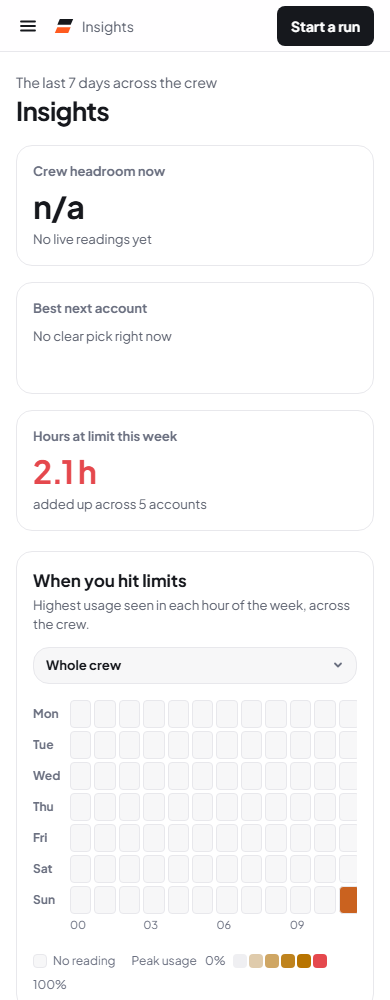 Insights
Start a run
The last 7 days across the crew
Insights
Crew headroom now
n/a
No live readings yet
Best next account
No clear pick right now
Hours at limit this week
2.1h
added up across 5 accounts
When you hit limits
Highest usage seen in each hour of the week, across
the crew.
Whole crew
Mon
Tue
Wed
Thu
Fri
Sat
Sun
00 03 06 09
No reading Peak usage 0%
100%